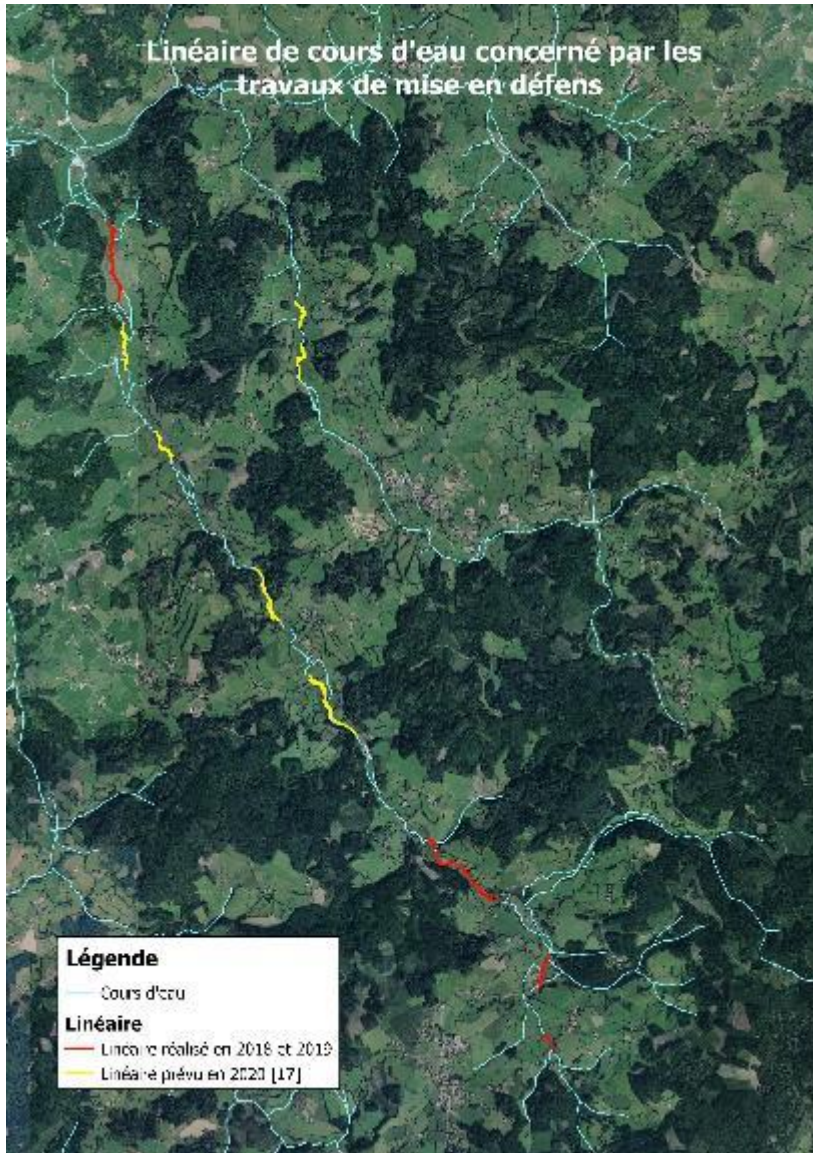 Linéaire de cours d'eau concerné par les
travaux de mise en défens
Légende
Cours d'eau
Linéaire
Linéaire réalisé en 2018 et 2019
Linéaire prévu en 2020 [17]